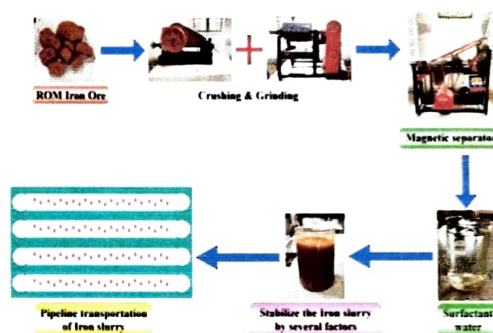 ROM Iron Ore
Crushing & Grinding
Magnetic separator
Surfactant
water
Stabilize the Iron slurry
by several factors
Pipeline transportation
of Iron slurry